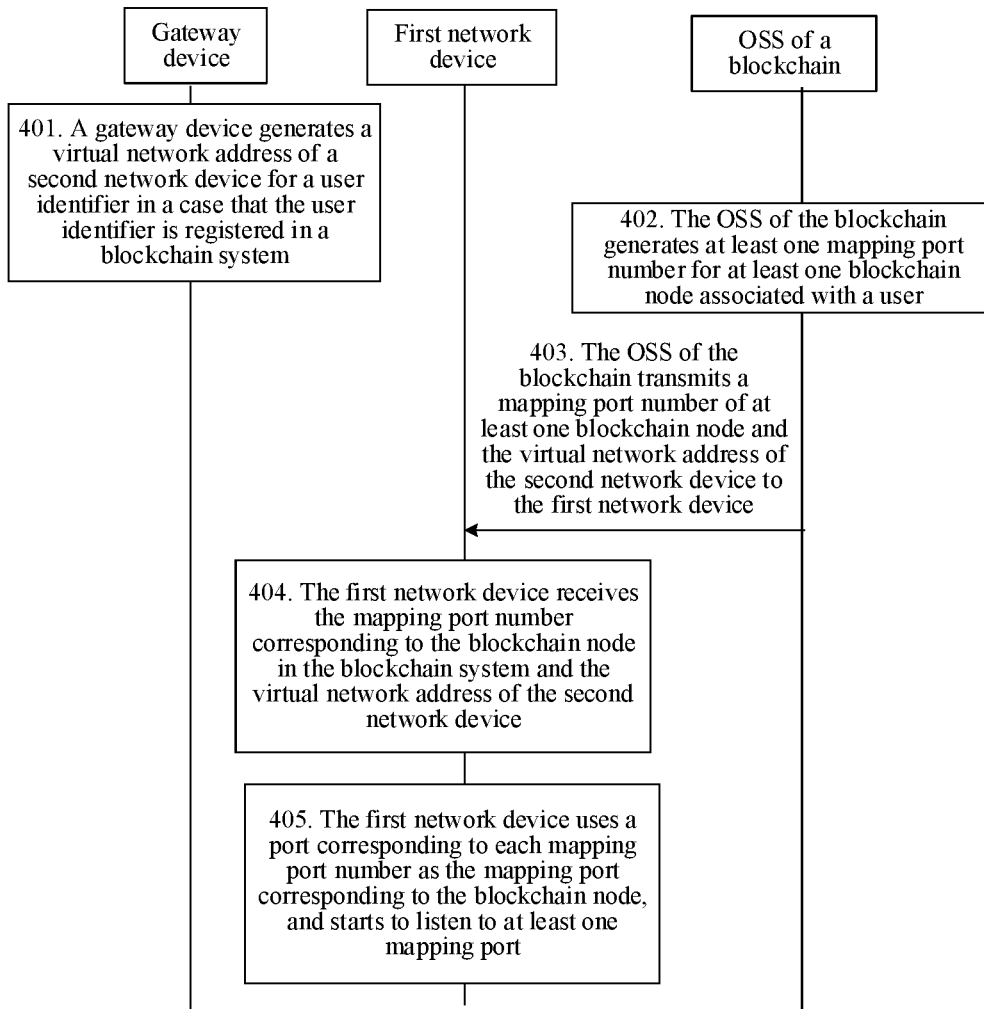 Gateway
device
First network
device
OSS of a
blockchain
401. A gateway device generates a
virtual network address of a
second network device for a user
identifier in a case that the user
identifier is registered in a
blockchain system
402. The OSS of the blockchain
generates at least one mapping port
number for at least one blockchain
node associated with a user
403. The OSS of the
blockchain transmits a
mapping port number of at
least one blockchain node and
the virtual network address of
the second network device to
the first network device
404. The first network device receives
the mapping port number
corresponding to the blockchain node
in the blockchain system and the
virtual network address of the second
network device
405. The first network device uses a
port corresponding to each mapping
port number as the mapping port
corresponding to the blockchain node,
and starts to listen to at least one
mapping port